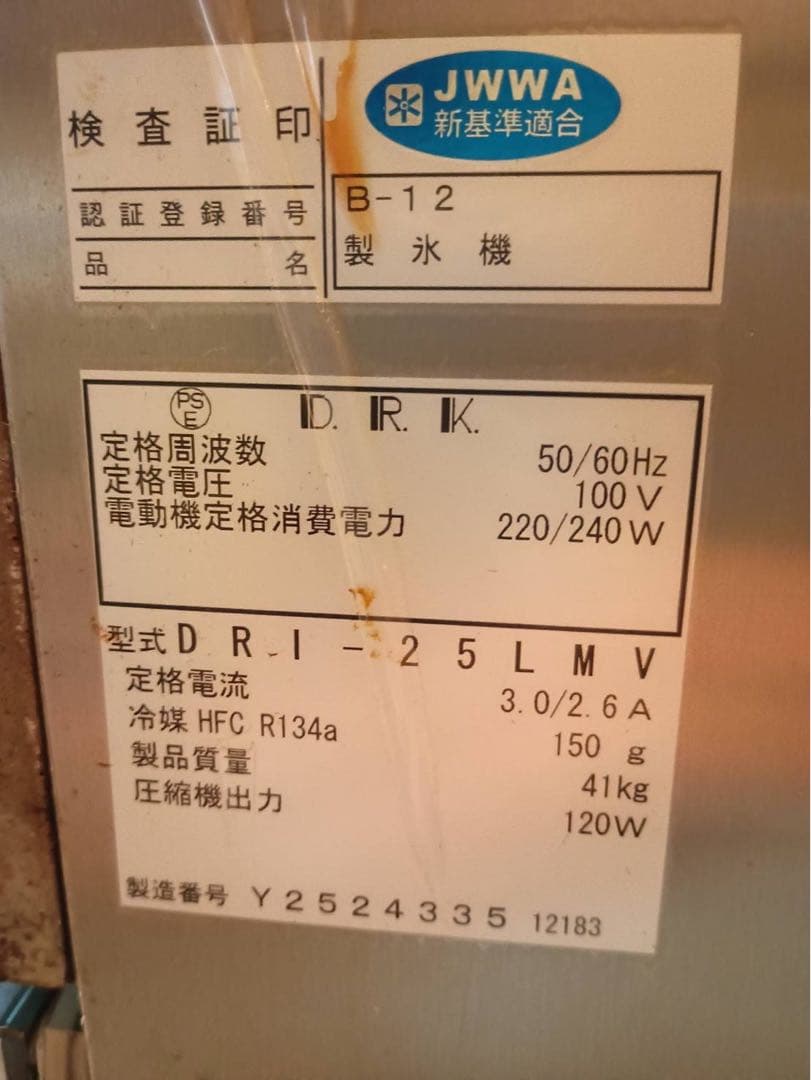 検査証印
JWWA
新基準適合
認証登録番号 B-12
品名 製氷機
PS E D.R.K.
定格周波数 50/60Hz
定格電圧 100V
電動機定格消費電力 220/240W
型式 DRI-25LMV
定格電流 3.0/2.6A
冷媒 HFC R134a 150g
製品質量 41kg
圧縮機出力 120W
製造番号 Y2524335 12183